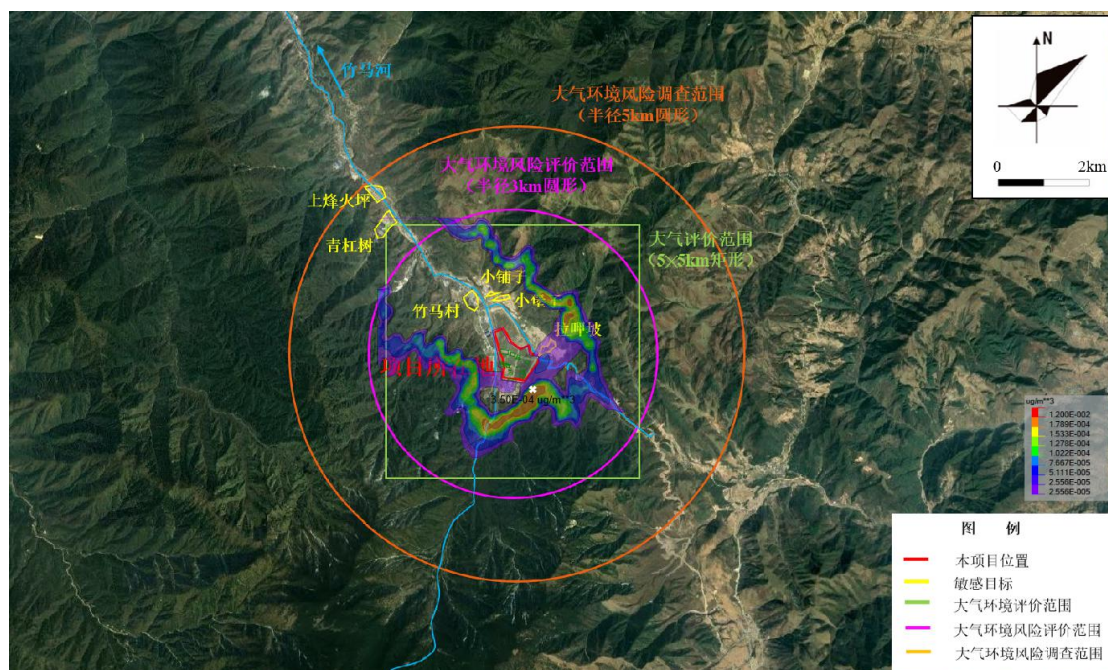 竹马河
大气环境风险调查范围
（半径5km圆形）
N
0
2km
大气环境风险评价范围
（半径3km圆形）
上烽火坪
青杠树
大气评价范围
（5×5km矩形）
小铺子
竹马村
拉呷坡
3.50E-04 ug/m**3
ug/m**3
1.200E-002
1.789E-004
1.533E-004
1.278E-004
1.022E-004
7.667E-005
5.111E-005
2.556E-005
2.556E-005
图 例
本项目位置
敏感目标
大气环境评价范围
大气环境风险评价范围
大气环境风险调查范围